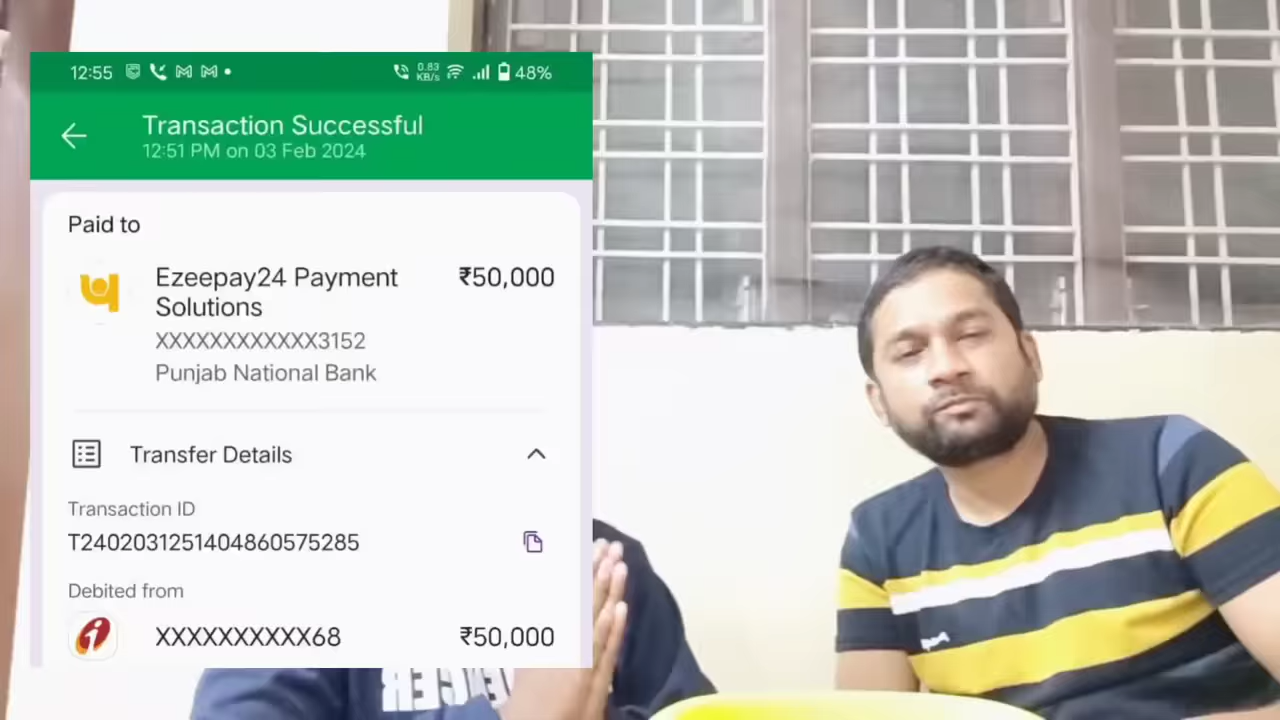 12:55
0.83
KB/s
48%
Transaction Successful
12:51 PM on 03 Feb 2024
Paid to
Ezeepay24 Payment
Solutions
₹50,000
XXXXXXXXXXXX3152
Punjab National Bank
Transfer Details
Transaction ID
T2402031251404860575285
Debited from
XXXXXXXXXX68
₹50,000